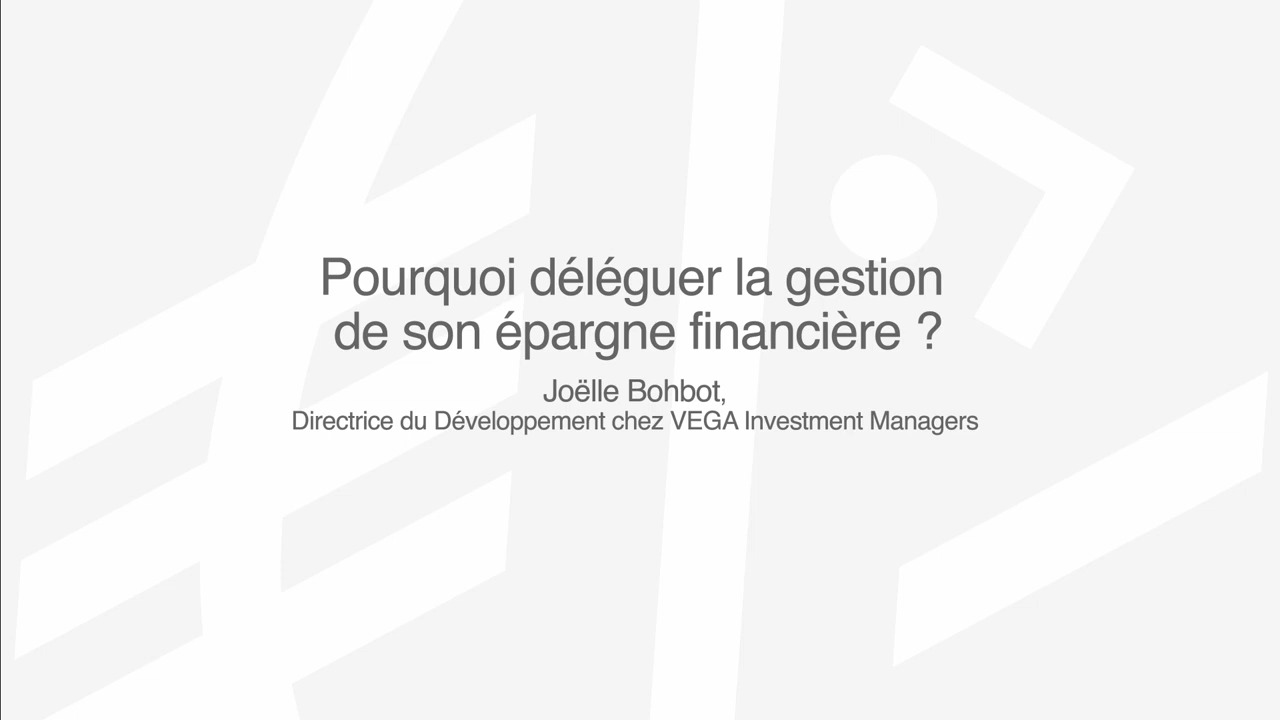 Pourquoi déléguer la gestion
de son épargne financière ?
Joëlle Bohbot,
Directrice du Développement chez VEGA Investment Managers